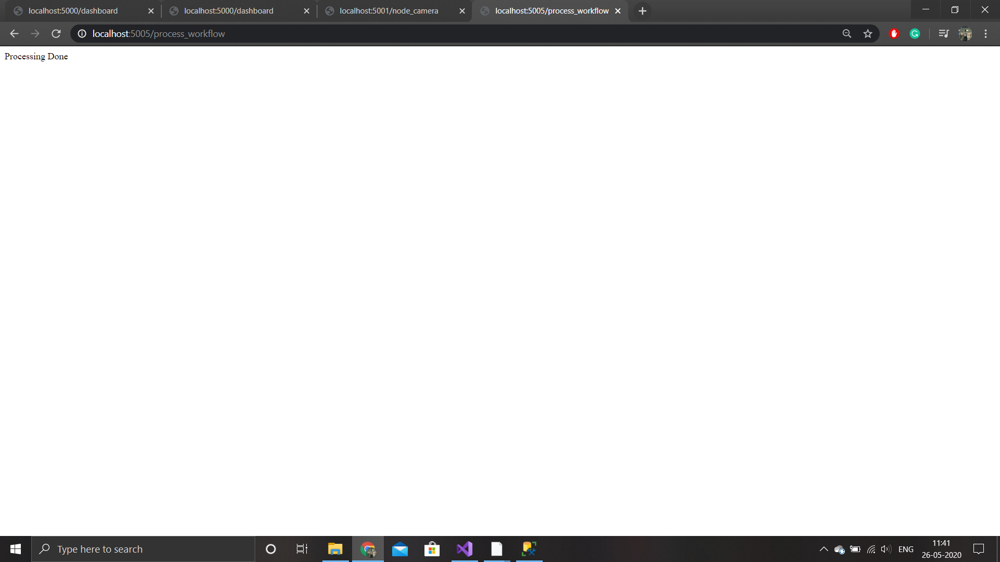 localhost:5000/dashboard
localhost:5000/dashboard
localhost:5001/node_camera
localhost:5005/process_workflow
localhost:5005/process_workflow
Processing Done
Type here to search
ENG
11:41
26-05-2020